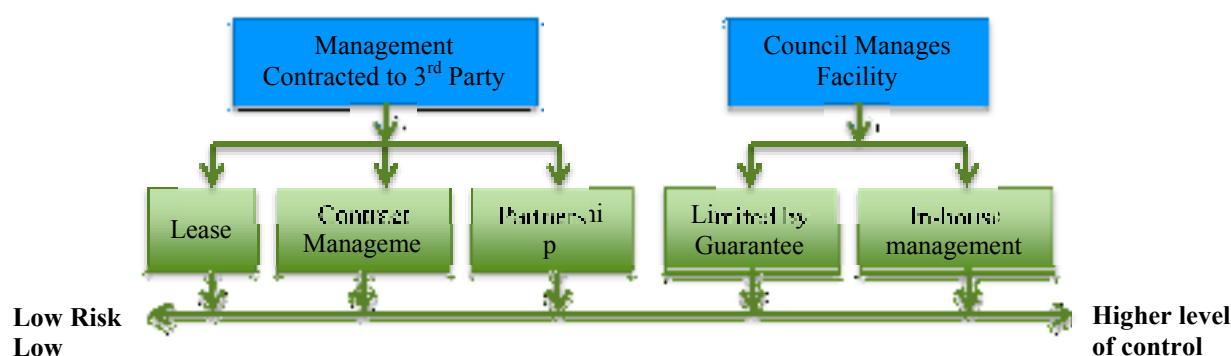 Management
Contracted to 3rd Party
Council Manages
Facility
Lease
Contract
Manageme
Partnershi
p
Limited by
Guarantee
In-house
management
Low Risk
Low
Higher level
of control